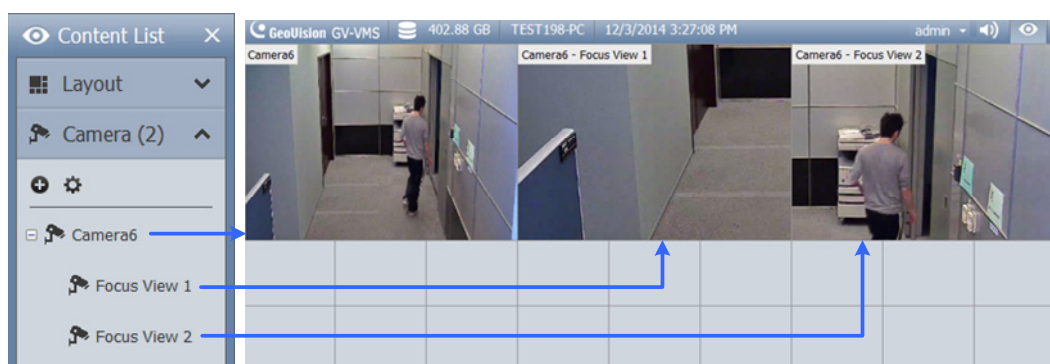 Content List
Layout
Camera (2)
Camera6
Focus View 1
Focus View 2
GeoVision GV-VMS 402.88 GB TEST198-PC 12/3/2014 3:27:08 PM admin
Camera6
Camera6 - Focus View 1
Camera6 - Focus View 2